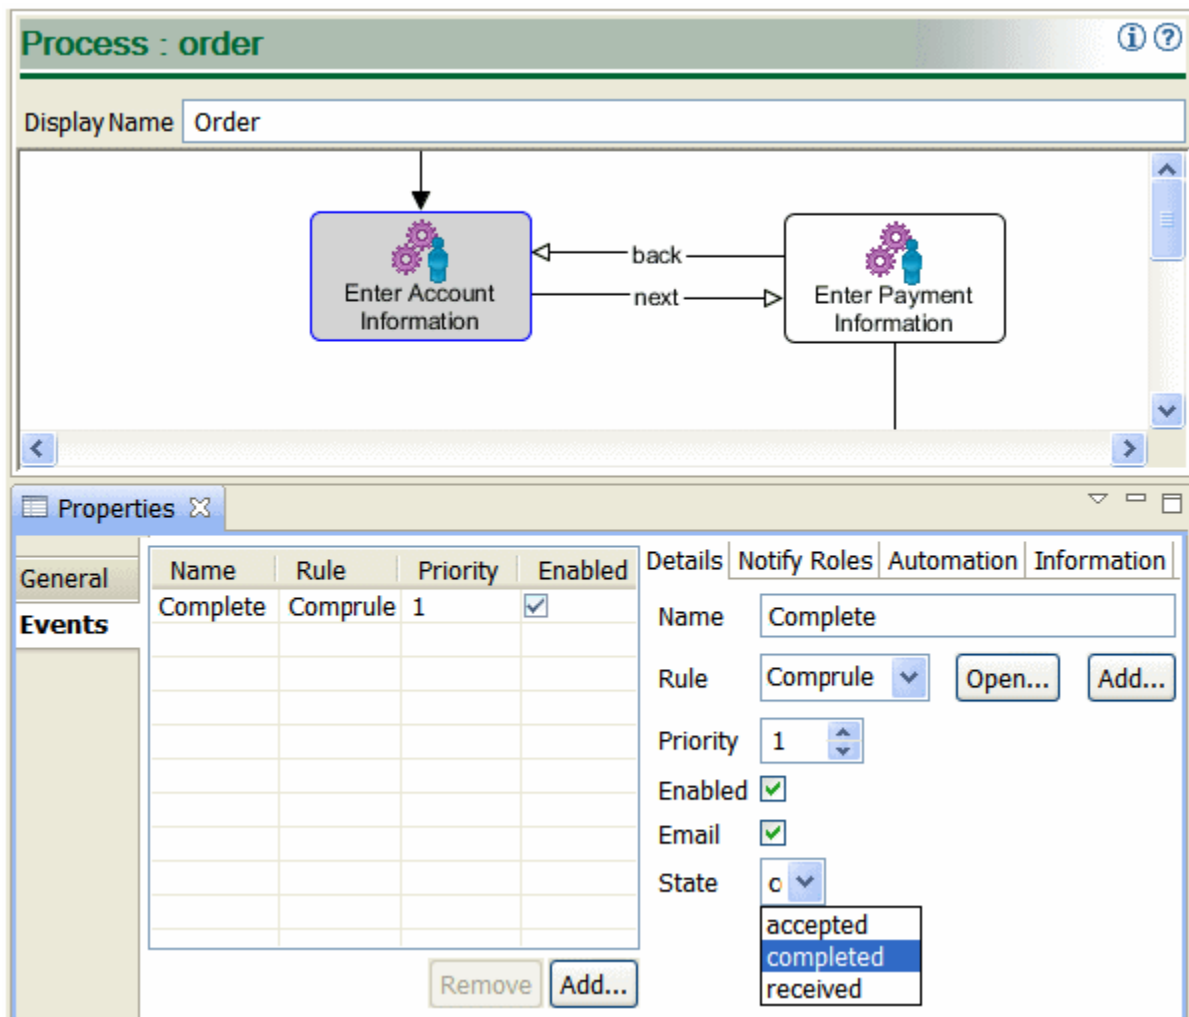 Process : order
Display Name Order
back
next
Enter Account
Information
Enter Payment
Information
Properties
General
Events
Name Rule Priority Enabled
Complete Comprule 1
Remove Add...
Details Notify Roles Automation Information
Name Complete
Rule Comprule Open... Add...
Priority 1
Enabled
Email
State
accepted
completed
received